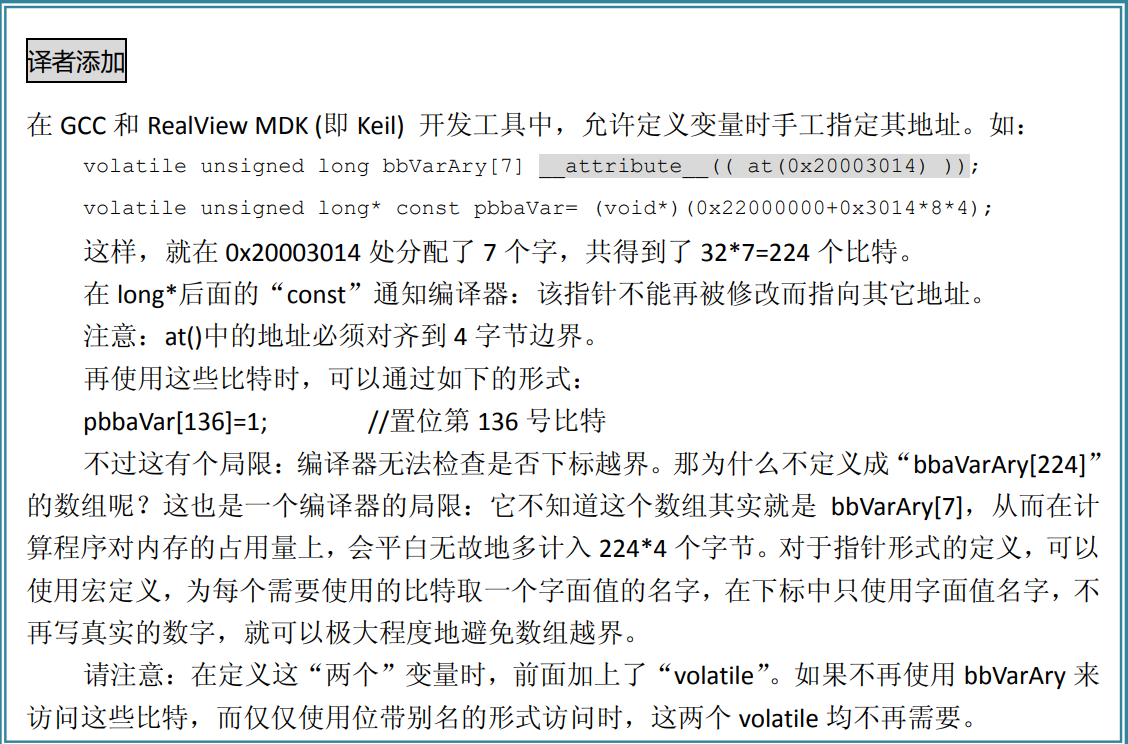 译者添加
在 GCC 和 RealView MDK (即 Keil) 开发工具中，允许定义变量时手工指定其地址。如：
volatile unsigned long bbVarAry[7] __attribute__(( at(0x20003014) ));
volatile unsigned long* const pbbaVar= (void*)(0x22000000+0x3014*8*4);
这样，就在 0x20003014 处分配了 7 个字，共得到了 32*7=224 个比特。
在 long*后面的“const”通知编译器：该指针不能再被修改而指向其它地址。
注意：at()中的地址必须对齐到 4 字节边界。
再使用这些比特时，可以通过如下的形式：
pbbaVar[136]=1; //置位第 136 号比特
不过这有个局限：编译器无法检查是否下标越界。那为什么不定义成“bbaVarAry[224]”
的数组呢？这也是一个编译器的局限：它不知道这个数组其实就是 bbVarAry[7]，从而在计
算程序对内存的占用量上，会平白无故地多计入 224*4 个字节。对于指针形式的定义，可以
使用宏定义，为每个需要使用的比特取一个字面值的名字，在下标中只使用字面值名字，不
再写真实的数字，就可以极大程度地避免数组越界。
请注意：在定义这“两个”变量时，前面加上了“volatile”。如果不再使用 bbVarAry 来
访问这些比特，而仅仅使用位带别名的形式访问时，这两个 volatile 均不再需要。